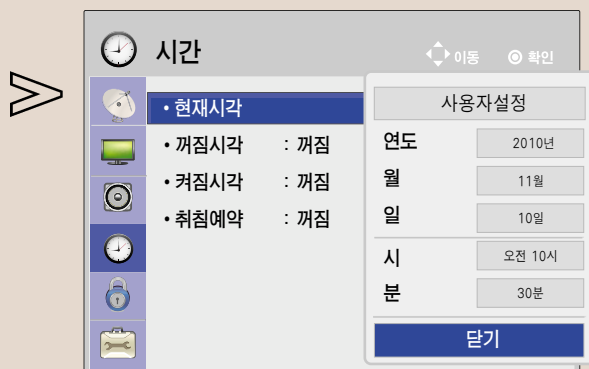 시간
이동 확인
• 현재시각
• 꺼짐시각 : 꺼짐
• 켜짐시각 : 꺼짐
• 취침예약 : 꺼짐
사용자설정
연도 2010년
월 11월
일 10일
시 오전 10시
분 30분
닫기